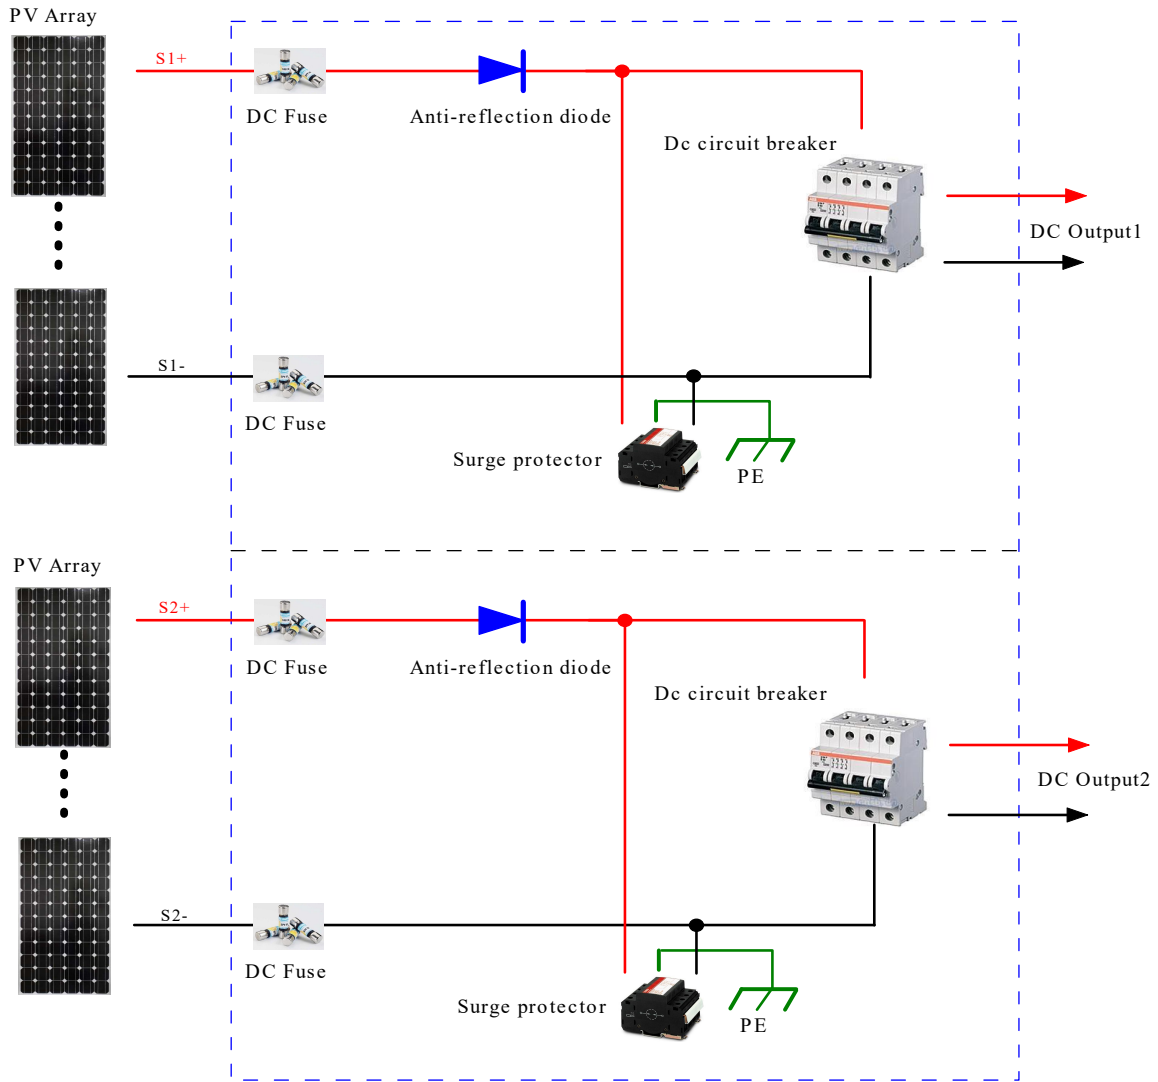 PV Array
S1+
DC Fuse
Anti-reflection diode
Dc circuit breaker
DC Output1
S1-
DC Fuse
Surge protector
PE
PV Array
S2+
DC Fuse
Anti-reflection diode
Dc circuit breaker
DC Output2
S2-
DC Fuse
Surge protector
PE